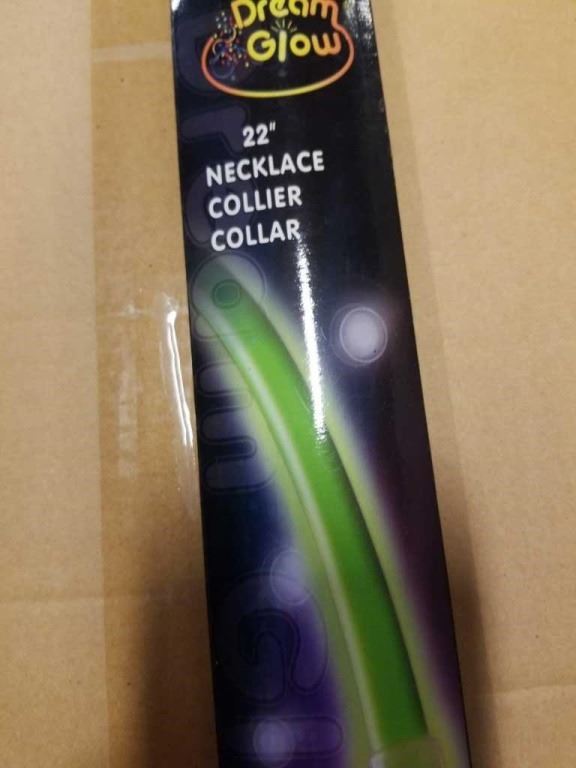 Dream
Glow
22"
NECKLACE
COLLIER
COLLAR